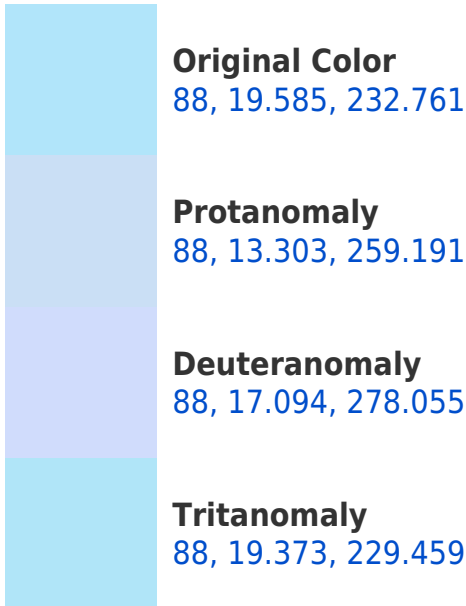 Original Color
88, 19.585, 232.761
Protanomaly
88, 13.303, 259.191
Deuteranomaly
88, 17.094, 278.055
Tritanomaly
88, 19.373, 229.459